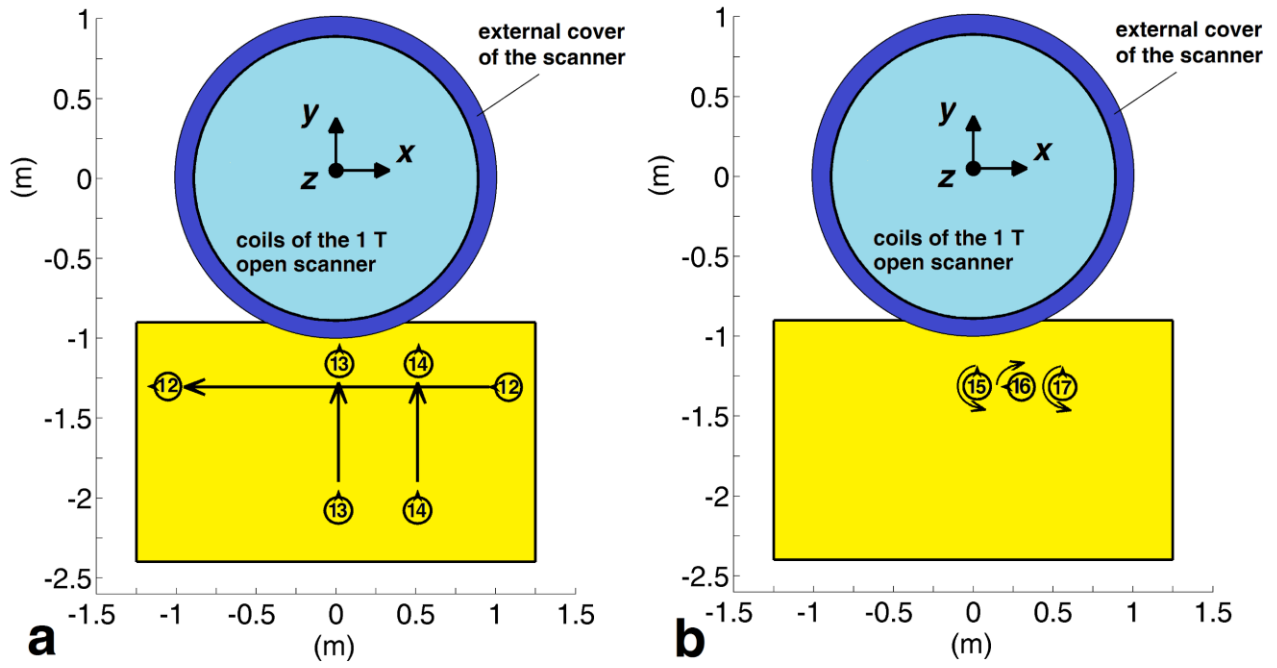 external cover
of the scanner
1
0.5
0
-0.5
-1
-1.5
-2
-2.5
(m)
y
x
z
coils of the 1 T
open scanner
13
14
12
12
13
14
-1.5
-1
-0.5
0
0.5
1
1.5
(m)
a
external cover
of the scanner
1
0.5
0
-0.5
-1
-1.5
-2
-2.5
(m)
y
x
z
coils of the 1 T
open scanner
15
16
17
-1.5
-1
-0.5
0
0.5
1
1.5
(m)
b